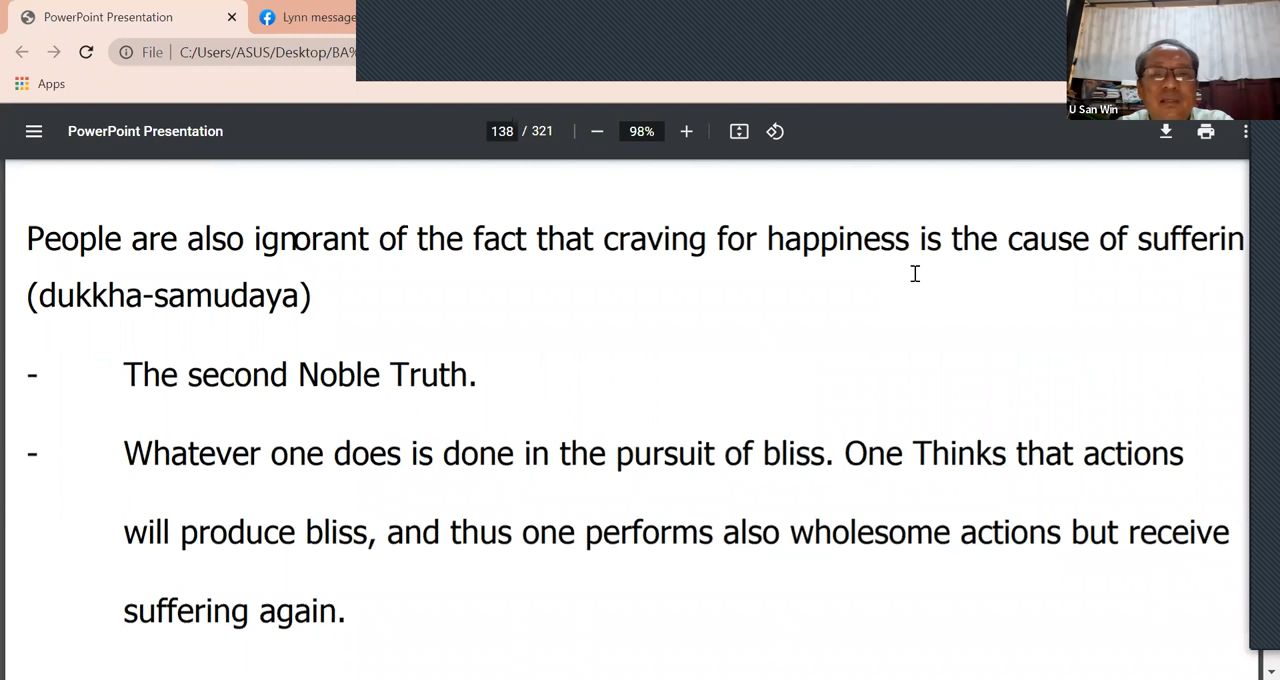 PowerPoint Presentation
Lynn message
File C:/Users/ASUS/Desktop/BA%
Apps
U San Win
PowerPoint Presentation 138 / 321 98%
People are also ignorant of the fact that craving for happiness is the cause of sufferin
(dukkha-samudaya)
- The second Noble Truth.
- Whatever one does is done in the pursuit of bliss. One Thinks that actions
will produce bliss, and thus one performs also wholesome actions but receive
suffering again.